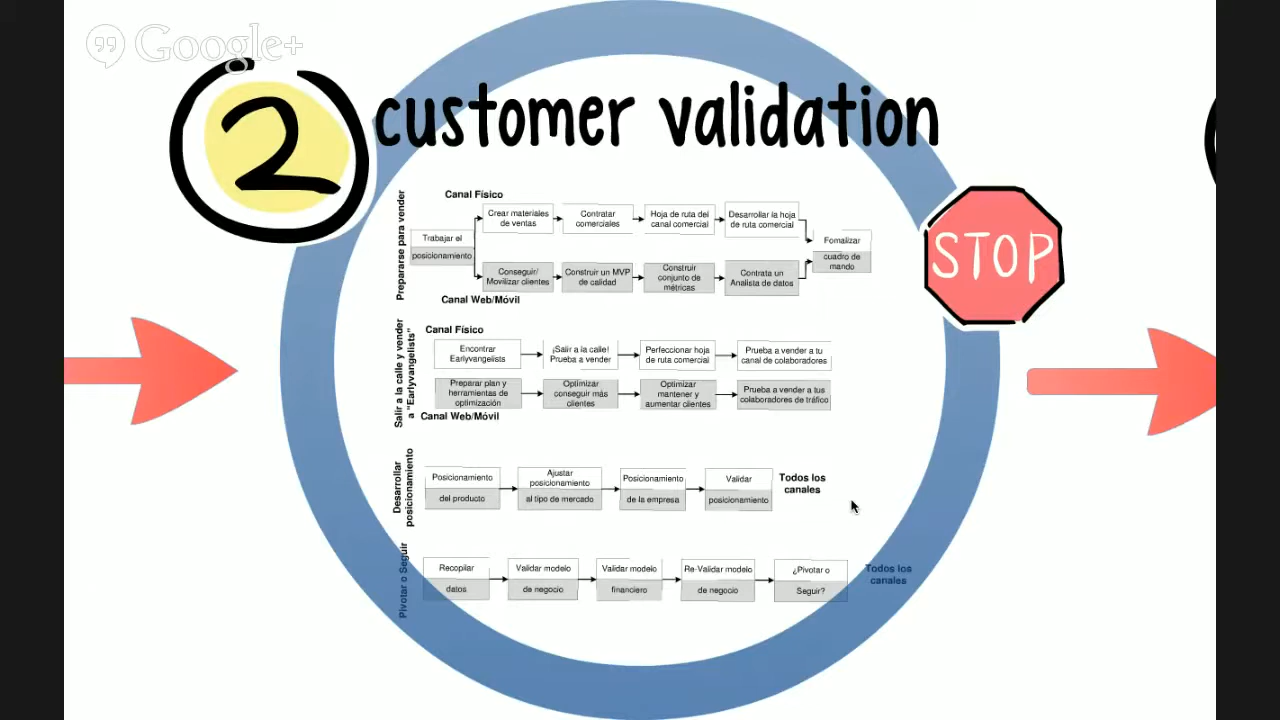 Google+
2 customer validation
STOP
Prepararse para vender
Canal Físico
Trabajar el
posicionamiento
Crear materiales
de ventas
Contratar
comerciales
Hoja de ruta del
canal comercial
Desarrollar la hoja
de ruta comercial
Conseguir/
Movilizar clientes
Construir un MVP
de calidad
Construir
conjunto de
métricas
Contrata un
Analista de datos
Fomalizar
cuadro de
mando
Canal Web/Móvil
Salir a la calle y vender
a "Earlyvangelists"
Canal Físico
Encontrar
Earlyvangelists
¡Salir a la calle!
Prueba a vender
Perfeccionar hoja
de ruta comercial
Prueba a vender a tu
canal de colaboradores
Preparar plan y
herramientas de
optimización
Optimizar
conseguir más
clientes
Optimizar
mantener y
aumentar clientes
Prueba a vender a tus
colaboradores de tráfico
Canal Web/Móvil
Desarrollar
posicionamiento
Posicionamiento
del producto
Ajustar
posicionamiento
al tipo de mercado
Posicionamiento
de la empresa
Validar
posicionamiento
Todos los
canales
Pivotar o Seguir
Recopilar
datos
Validar modelo
de negocio
Validar modelo
financiero
Re-Validar modelo
de negocio
¿Pivotar o
Seguir?
Todos los
canales